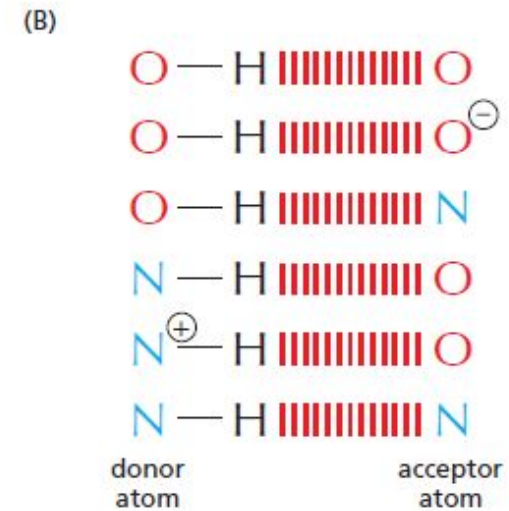 (B)
O — H O
O — H O⊖
O — H N
N — H O
N⊕ — H O
N — H N
donor acceptor
atom atom